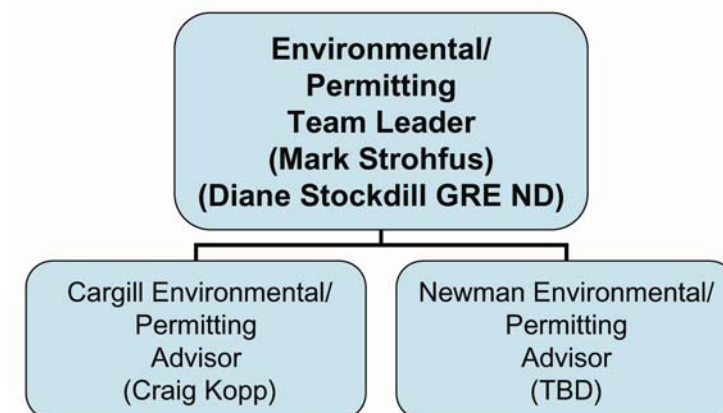 Environmental/
Permitting
Team Leader
(Mark Strohfus)
(Diane Stockdill GRE ND)
Cargill Environmental/
Permitting
Advisor
(Craig Kopp)
Newman Environmental/
Permitting
Advisor
(TBD)